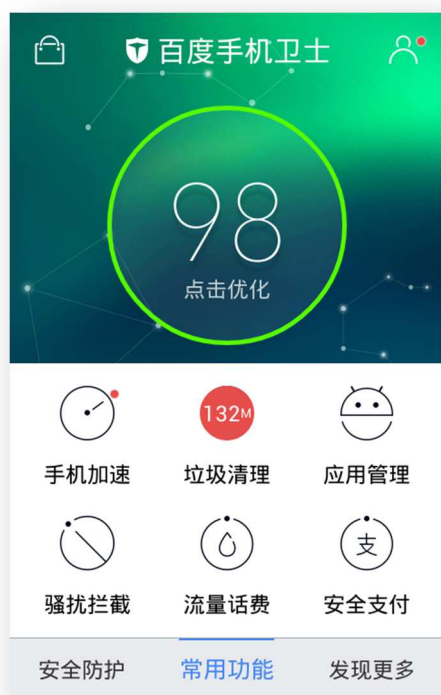 百度手机卫士
98
点击优化
132M
手机加速 垃圾清理 应用管理
支
骚扰拦截 流量话费 安全支付
安全防护 常用功能 发现更多